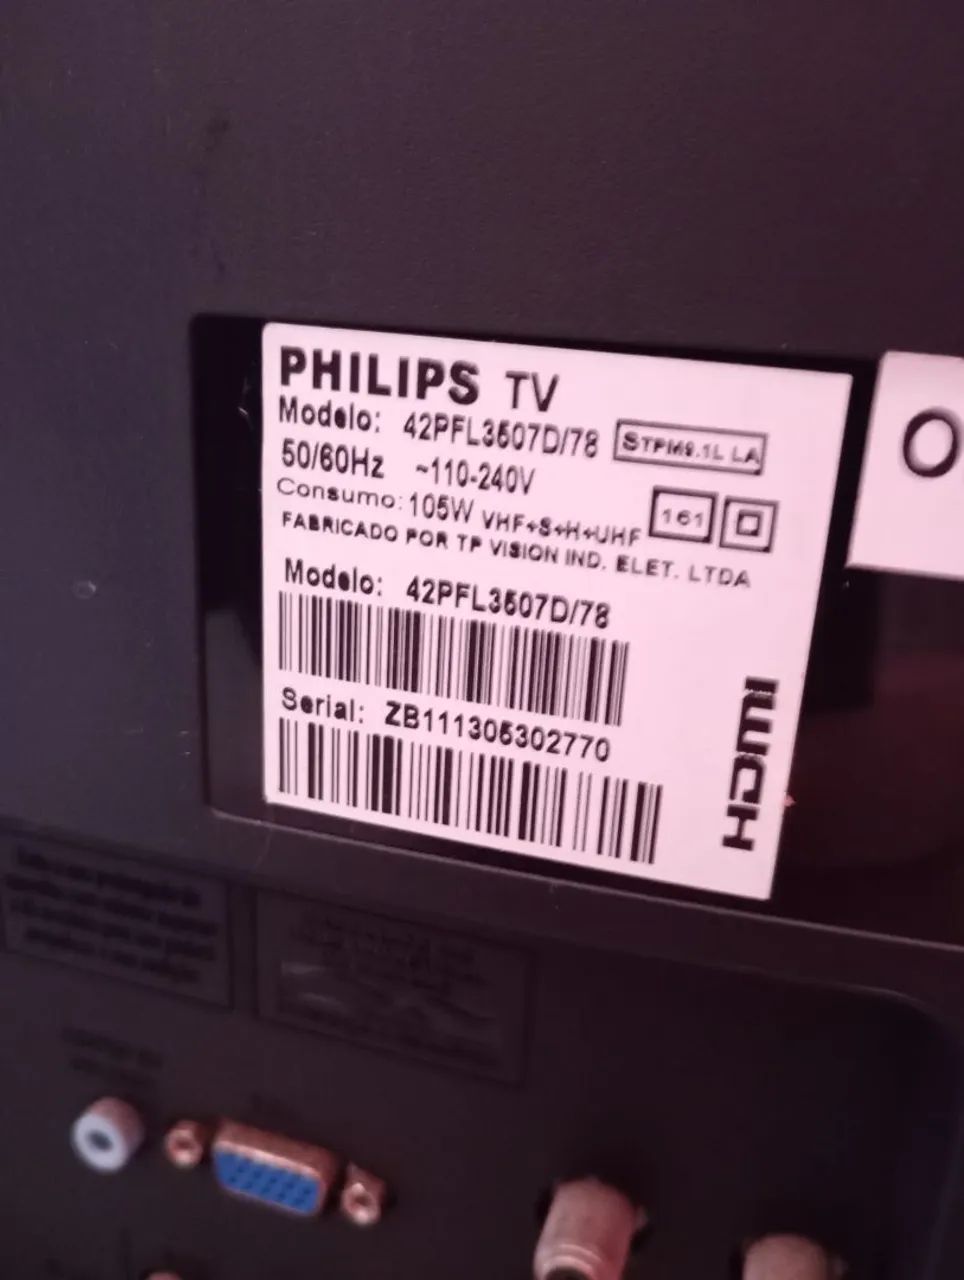 PHILIPS TV
Modelo: 42PFL3507D/78 STPM9.1L LA
50/60Hz ~110-240V
Consumo: 105W VHF+S+H+UHF 161
FABRICADO POR TP VISION IND. ELET. LTDA
Modelo: 42PFL3507D/78
Serial: ZB111305302770
HDMI
O